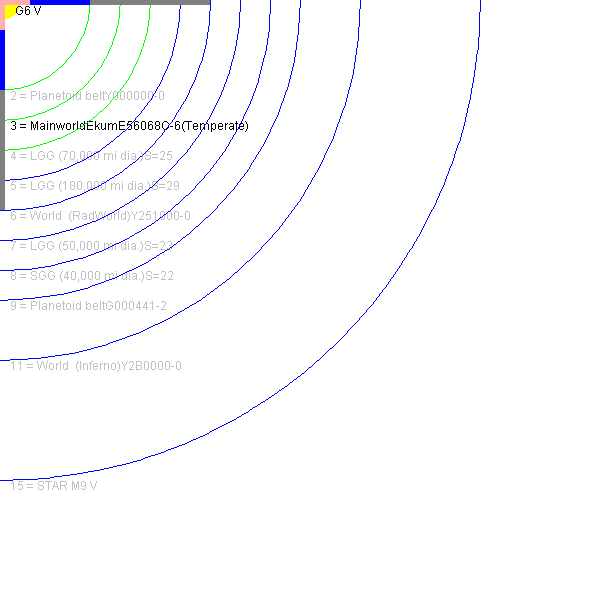 G6 V
2 = Planetoid beltY000000-0
3 = MainworldEkumE56068C-6(Temperate)
4 = LGG (70,000 mi dia.)S=25
5 = LGG (180,000 mi dia.)S=29
6 = World  (RadWorld)Y251000-0
7 = LGG (50,000 mi dia.)S=23
8 = SGG (40,000 mi dia.)S=22
9 = Planetoid beltG000441-2
11 = World  (Inferno)Y2B0000-0
15 = STAR M9 V